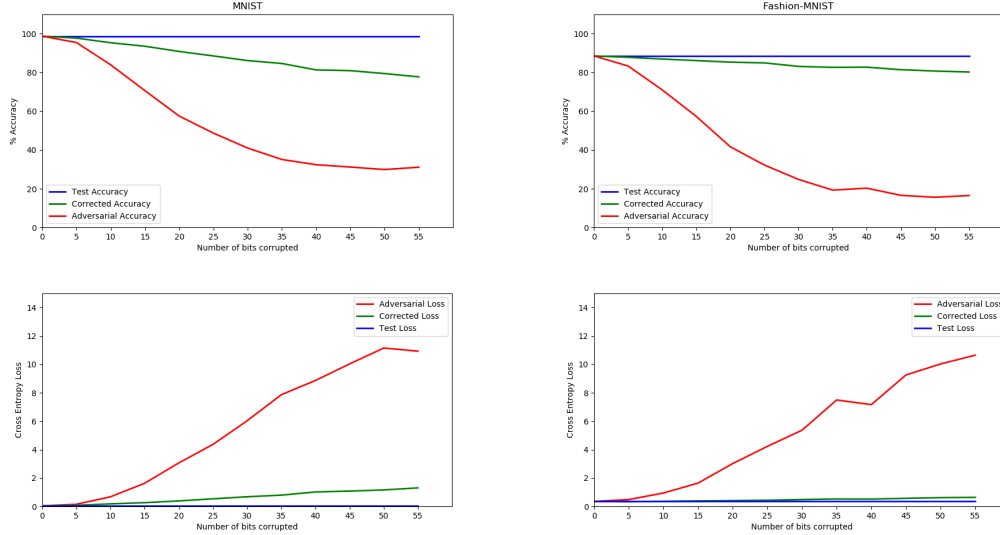 MNIST
100
80
60
40
20
0
% Accuracy
Test Accuracy
Corrected Accuracy
Adversarial Accuracy
0 5 10 15 20 25 30 35 40 45 50 55
Number of bits corrupted
Fashion-MNIST
100
80
60
40
20
0
% Accuracy
Test Accuracy
Corrected Accuracy
Adversarial Accuracy
0 5 10 15 20 25 30 35 40 45 50 55
Number of bits corrupted
14
12
10
8
6
4
2
0
Cross Entropy Loss
Adversarial Loss
Corrected Loss
Test Loss
0 5 10 15 20 25 30 35 40 45 50 55
Number of bits corrupted
14
12
10
8
6
4
2
0
Cross Entropy Loss
Adversarial Loss
Corrected Loss
Test Loss
0 5 10 15 20 25 30 35 40 45 50 55
Number of bits corrupted